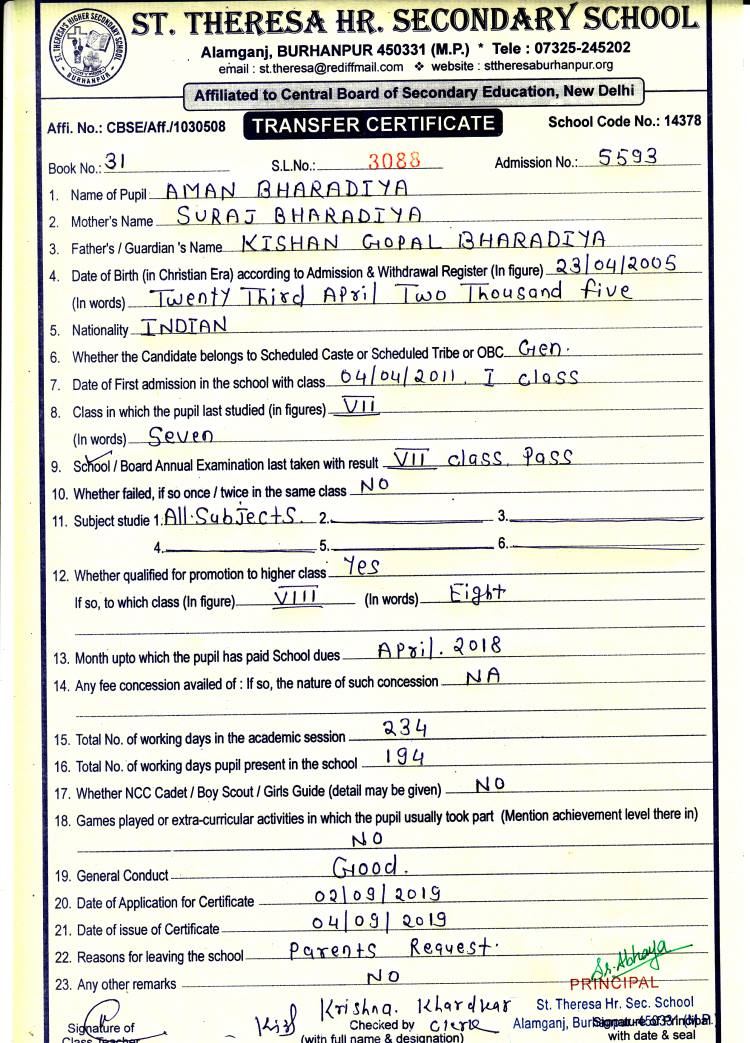 ST. THERESA'S HIGHER SECONDARY SCHOOL
BURHANPUR
ST. THERESA HR. SECONDARY SCHOOL
Alamganj, BURHANPUR 450331 (M.P.) * Tele : 07325-245202
email : st.theresa@rediffmail.com ❖ website : sttheresaburhanpur.org
Affiliated to Central Board of Secondary Education, New Delhi
Affi. No.: CBSE/Aff./1030508 TRANSFER CERTIFICATE School Code No.: 14378
Book No.: 31 S.L.No.: 3088 Admission No.: 5593
1. Name of Pupil AMAN BHARADIYA
2. Mother's Name SURAJ BHARADIYA
3. Father's / Guardian 's Name KISHAN GOPAL BHARADIYA
4. Date of Birth (in Christian Era) according to Admission & Withdrawal Register (In figure) 23/04/2005
(In words) Twenty Third April Two Thousand five
5. Nationality INDIAN
6. Whether the Candidate belongs to Scheduled Caste or Scheduled Tribe or OBC Gen.
7. Date of First admission in the school with class 04/04/2011. I class
8. Class in which the pupil last studied (in figures) VII
(In words) Seven
9. School / Board Annual Examination last taken with result VII class. Pass
10. Whether failed, if so once / twice in the same class NO
11. Subject studie 1. All.Subjects. 2. 3.
4. 5. 6.
12. Whether qualified for promotion to higher class Yes
If so, to which class (In figure) VIII (In words) Eight
13. Month upto which the pupil has paid School dues April. 2018
14. Any fee concession availed of : If so, the nature of such concession NA
15. Total No. of working days in the academic session 234
16. Total No. of working days pupil present in the school 194
17. Whether NCC Cadet / Boy Scout / Girls Guide (detail may be given) NO
18. Games played or extra-curricular activities in which the pupil usually took part (Mention achievement level there in)
NO
19. General Conduct Good.
20. Date of Application for Certificate 02/09/2019
21. Date of issue of Certificate 04/09/2019
22. Reasons for leaving the school Parents Request.
23. Any other remarks NO
Sr. Abhaya
PRINCIPAL
Krishna. Khardkar St. Theresa Hr. Sec. School
Signature of Checked by Clerk Alamganj, Burhanpur-450331 (M.P.)
Signature of Principal
Class Teacher (with full name & designation) with date & seal